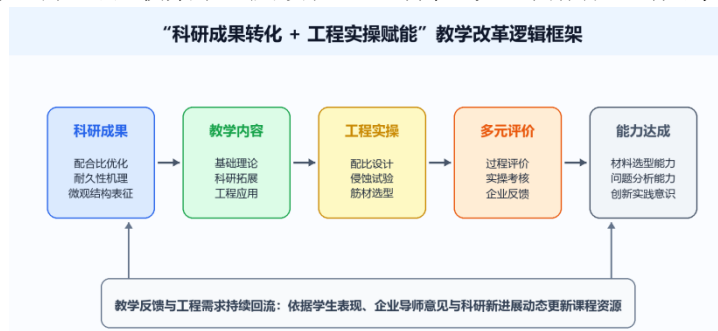 “科研成果转化 + 工程实操赋能”教学改革逻辑框架
科研成果
配合比优化
耐久性机理
微观结构表征
教学内容
基础理论
科研拓展
工程应用
工程实操
配比设计
侵蚀试验
筋材选型
多元评价
过程评价
实操考核
企业反馈
能力达成
材料选型能力
问题分析能力
创新实践意识
教学反馈与工程需求持续回流：依据学生表现、企业导师意见与科研新进展动态更新课程资源